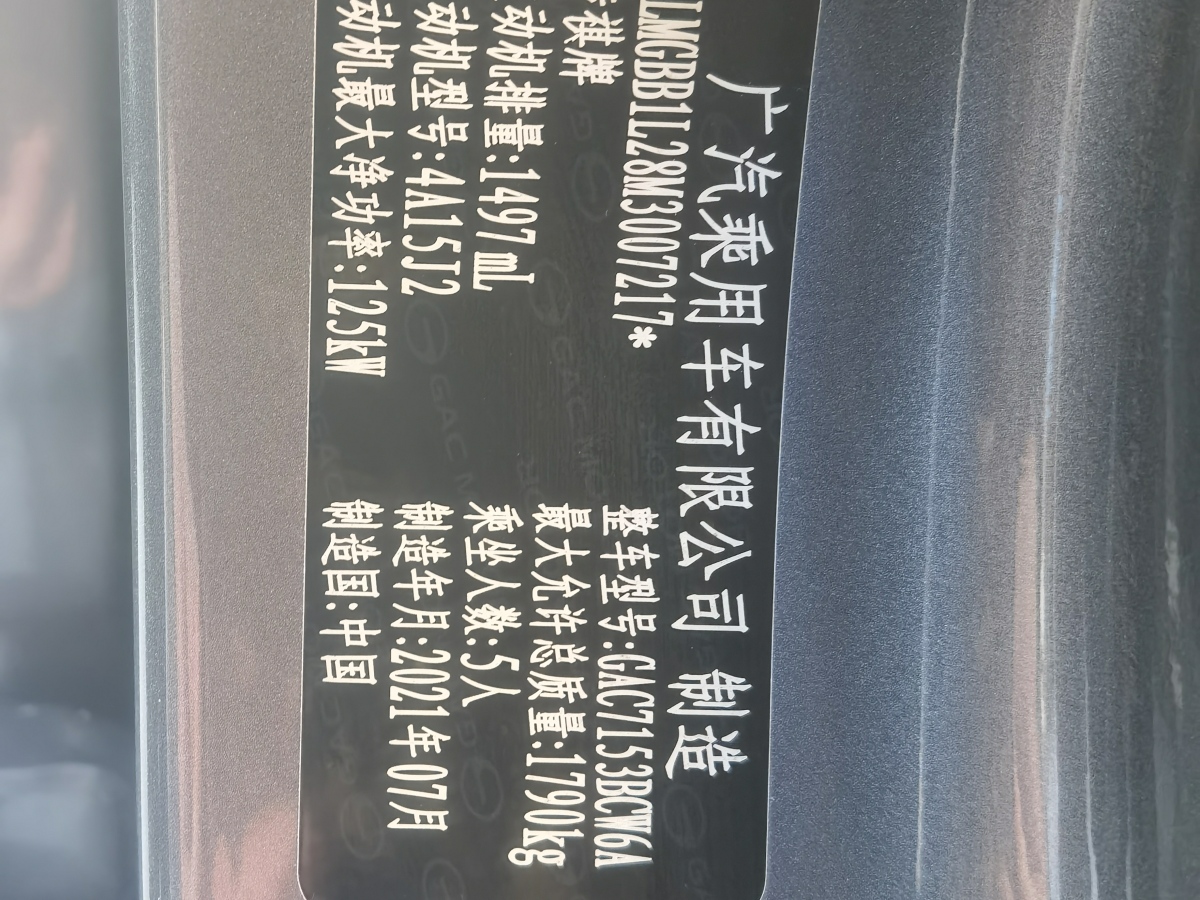 广汽乘用车有限公司 制造
LMGBB1L28M3007217*
整车型号:GAC7153BCW6A
祺牌
最大允许总质量:1790kg
动机排量:1497mL
乘坐人数:5人
动机型号:4A15J2
制造年月:2021年07月
动机最大净功率:125kW
制造国:中国